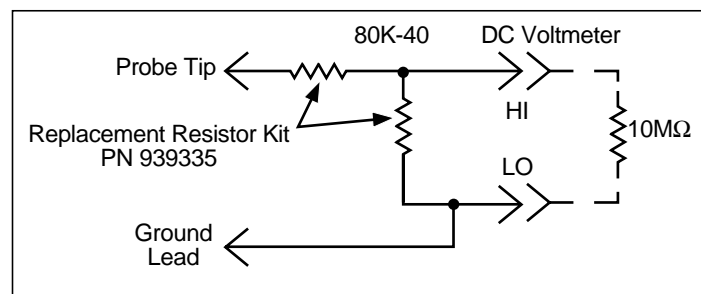 80K-40
DC Voltmeter
Probe Tip
HI
Replacement Resistor Kit
PN 939335
10MΩ
LO
Ground
Lead